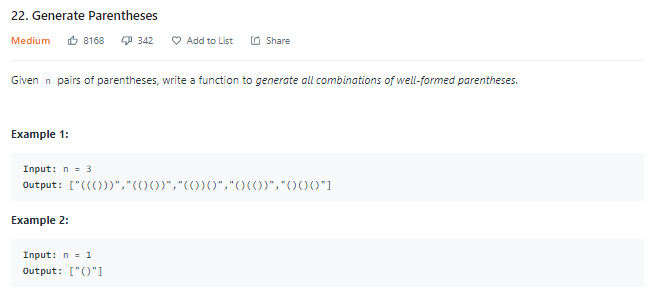 22. Generate Parentheses
Medium 8168 342 Add to List Share
Given n pairs of parentheses, write a function to generate all combinations of well-formed parentheses.
Example 1:
Input: n = 3
Output: ["((()))","(()())","(())()","()(())","()()()"]
Example 2:
Input: n = 1
Output: ["()"]